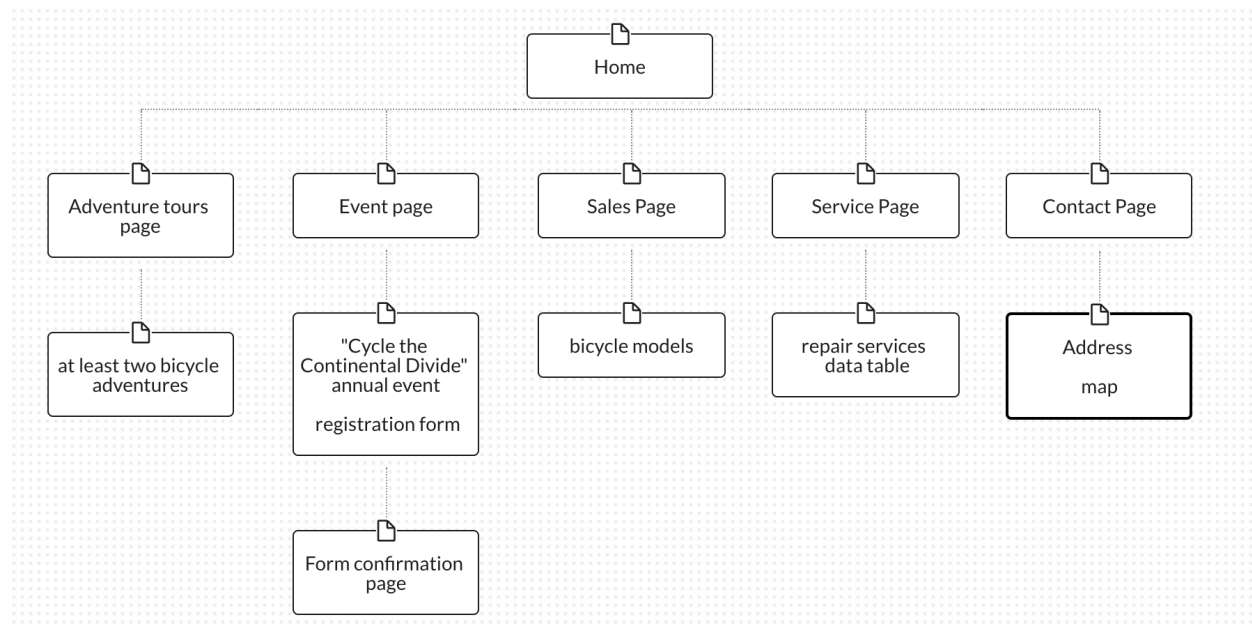 Home
Adventure tours
page
Event page
Sales Page
Service Page
Contact Page
at least two bicycle
adventures
"Cycle the
Continental Divide"
annual event
registration form
bicycle models
repair services
data table
Address
map
Form confirmation
page